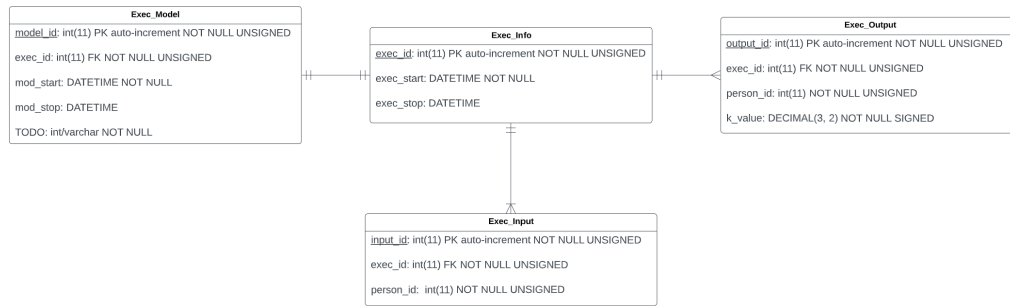 Exec_Model
model_id: int(11) PK auto-increment NOT NULL UNSIGNED
exec_id: int(11) FK NOT NULL UNSIGNED
mod_start: DATETIME NOT NULL
mod_stop: DATETIME
TODO: int/varchar NOT NULL
Exec_Info
exec_id: int(11) PK auto-increment NOT NULL UNSIGNED
exec_start: DATETIME NOT NULL
exec_stop: DATETIME
Exec_Output
output_id: int(11) PK auto-increment NOT NULL UNSIGNED
exec_id: int(11) FK NOT NULL UNSIGNED
person_id: int(11) NOT NULL UNSIGNED
k_value: DECIMAL(3, 2) NOT NULL SIGNED
Exec_Input
input_id: int(11) PK auto-increment NOT NULL UNSIGNED
exec_id: int(11) FK NOT NULL UNSIGNED
person_id: int(11) NOT NULL UNSIGNED